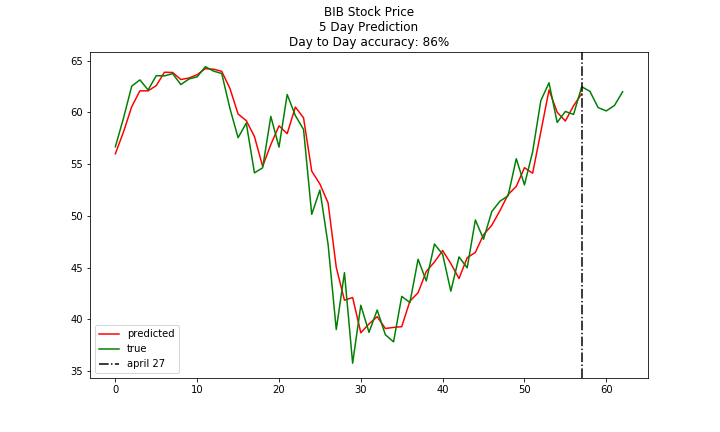 BIB Stock Price
5 Day Prediction
Day to Day accuracy: 86%
65
60
55
50
45
40
35
predicted
true
april 27
0
10
20
30
40
50
60